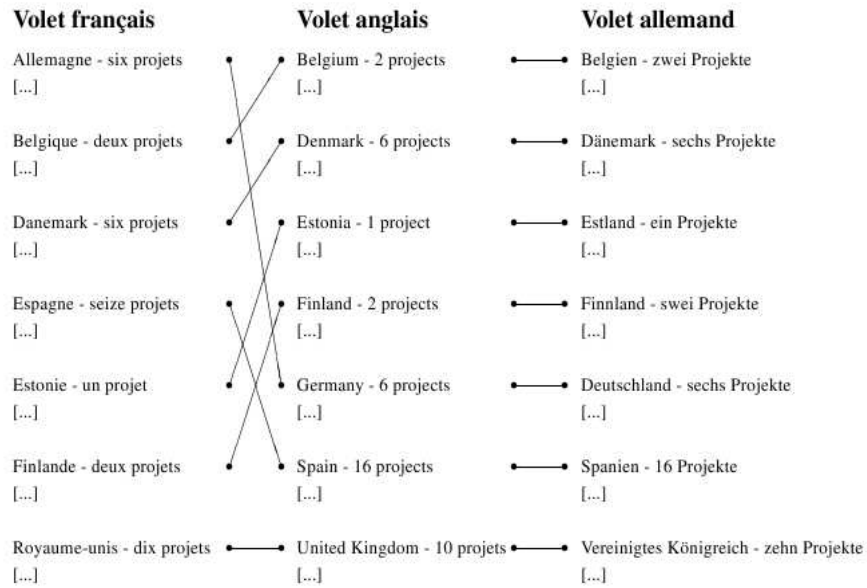 Volet français Volet anglais Volet allemand
Allemagne - six projets Belgium - 2 projects Belgien - zwei Projekte
[...] [...] [...]
Belgique - deux projets Denmark - 6 projects Dänemark - sechs Projekte
[...] [...] [...]
Danemark - six projets Estonia - 1 project Estland - ein Projekte
[...] [...] [...]
Espagne - seize projets Finland - 2 projects Finnland - swei Projekte
[...] [...] [...]
Estonie - un projet Germany - 6 projects Deutschland - sechs Projekte
[...] [...] [...]
Finlande - deux projets Spain - 16 projects Spanien - 16 Projekte
[...] [...] [...]
Royaume-unis - dix projets United Kingdom - 10 projets Vereinigtes Königreich - zehn Projekte
[...] [...] [...]